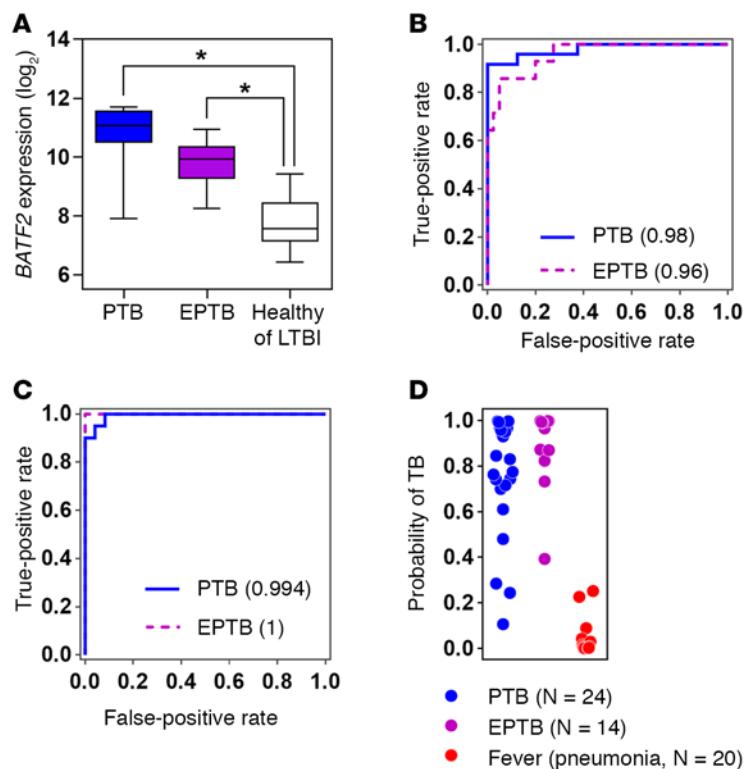 A
BATF2 expression (log2)
14
12
10
8
6
*
*
PTB
EPTB
Healthy
of LTBI
B
True-positive rate
1.0
0.8
0.6
0.4
0.2
0.0
PTB (0.98)
EPTB (0.96)
0.0 0.2 0.4 0.6 0.8 1.0
False-positive rate
C
True-positive rate
1.0
0.8
0.6
0.4
0.2
0.0
PTB (0.994)
EPTB (1)
0.0 0.2 0.4 0.6 0.8 1.0
False-positive rate
D
Probability of TB
1.0
0.8
0.6
0.4
0.2
0.0
PTB (N = 24)
EPTB (N = 14)
Fever (pneumonia, N = 20)